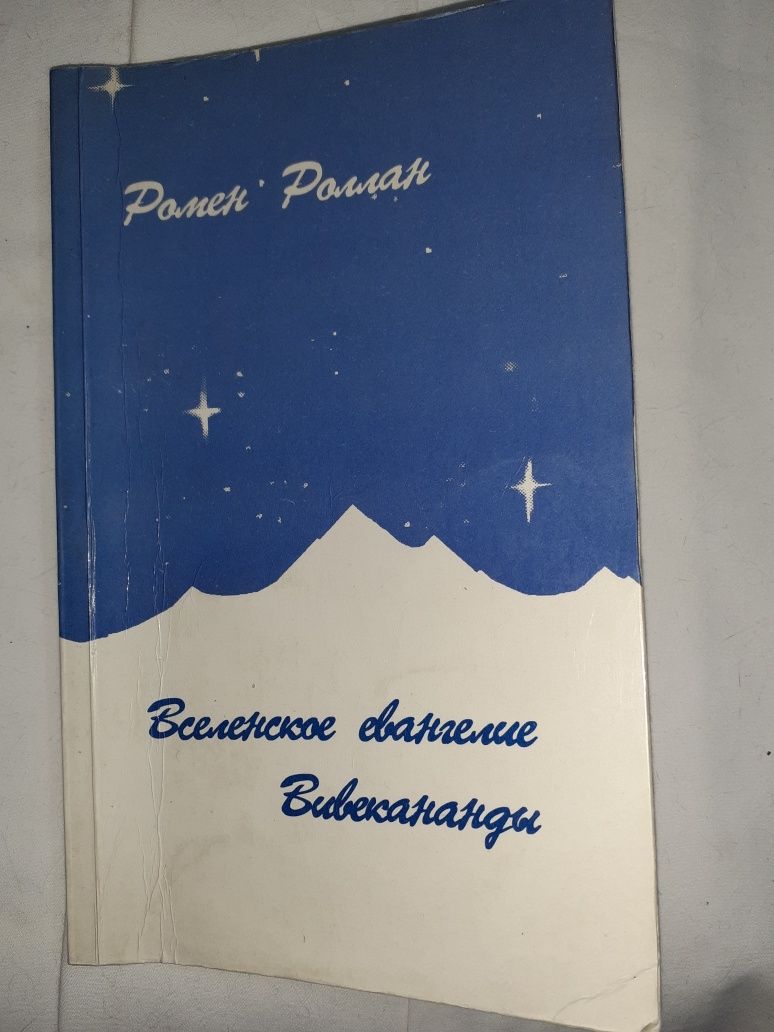 Ромен Роллан
Вселенское евангелие
Вивекананды